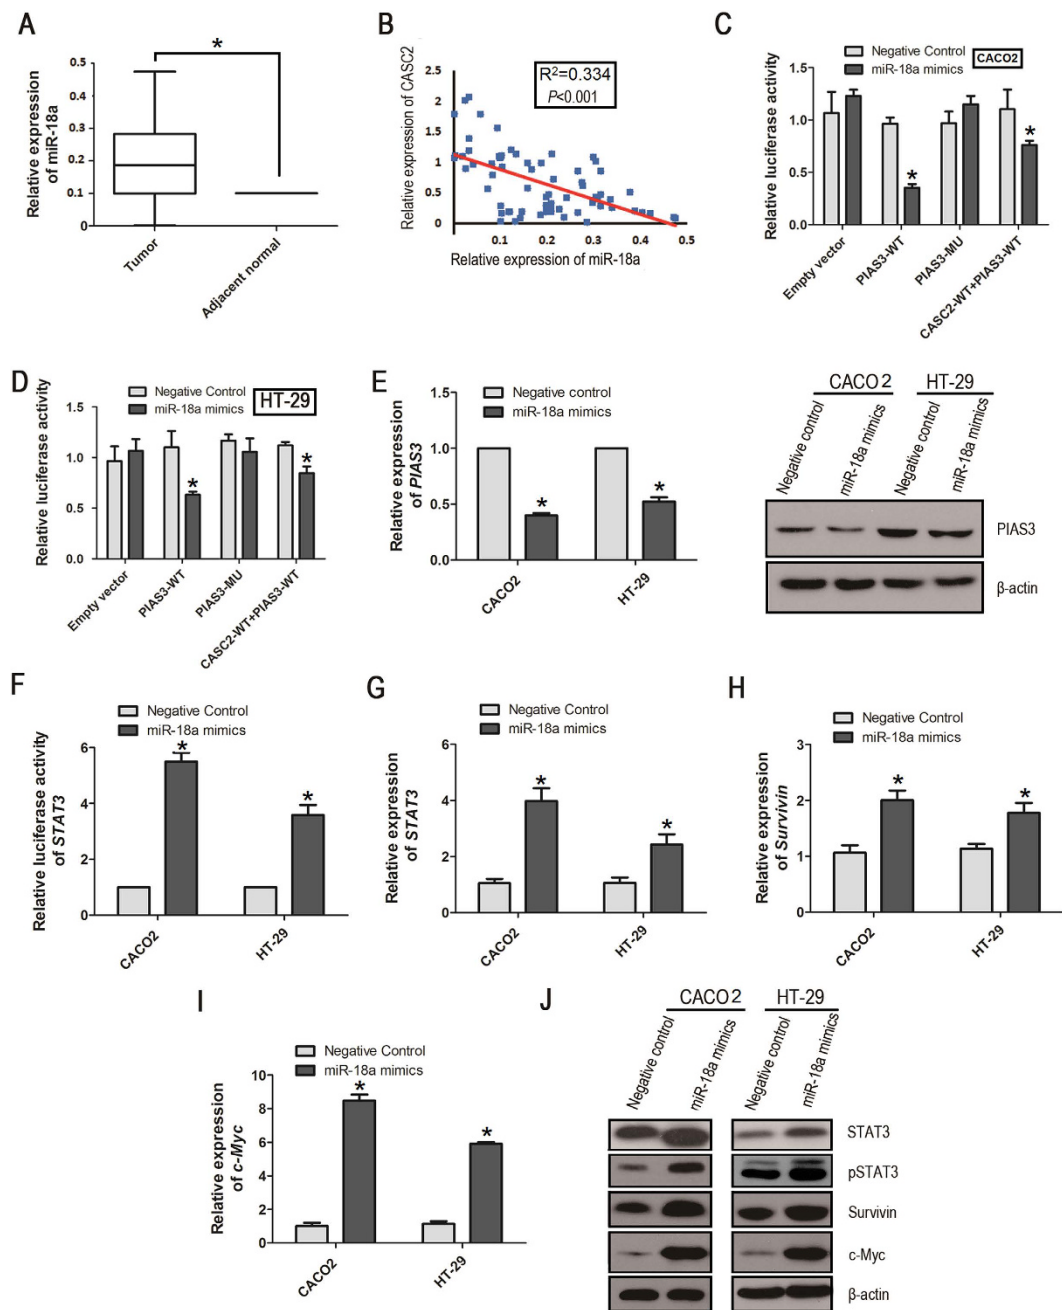 A
*
Relative expression
of miR-18a
0.5
0.4
0.3
0.2
0.1
0.0
Tumor
Adjacent normal
B
Relative expression of CASC2
2.5
2
1.5
1
0.5
0
R²=0.334
P<0.001
0.1
0.2
0.3
0.4
0.5
Relative expression of miR-18a
C
Negative Control
miR-18a mimics
CACO2
Relative luciferase activity
1.5
1.0
0.5
0.0
*
*
Empty vector
PIAS3-WT
PIAS3-MU
CASC2-WT+PIAS3-WT
D
Negative Control
miR-18a mimics
HT-29
Relative luciferase activity
1.5
1.0
0.5
0.0
*
*
Empty vector
PIAS3-WT
PIAS3-MU
CASC2-WT+PIAS3-WT
E
Negative control
miR-18a mimics
Relative expression
of PIAS3
1.5
1.0
0.5
0.0
*
*
CACO2
HT-29
CACO2
HT-29
Negative control
miR-18a mimics
Negative control
miR-18a mimics
PIAS3
β-actin
F
Negative Control
miR-18a mimics
Relative luciferase activity
of STAT3
6
4
2
0
*
*
CACO2
HT-29
G
Negative Control
miR-18a mimics
Relative expression
of STAT3
6
4
2
0
*
*
CACO2
HT-29
H
Negative Control
miR-18a mimics
Relative expression
of Survivin
3
2
1
0
*
*
CACO2
HT-29
I
Negative Control
miR-18a mimics
Relative expression
of c-Myc
10
8
6
4
2
0
*
*
CACO2
HT-29
J
CACO2
HT-29
Negative control
miR-18a mimics
Negative control
miR-18a mimics
STAT3
pSTAT3
Survivin
c-Myc
β-actin